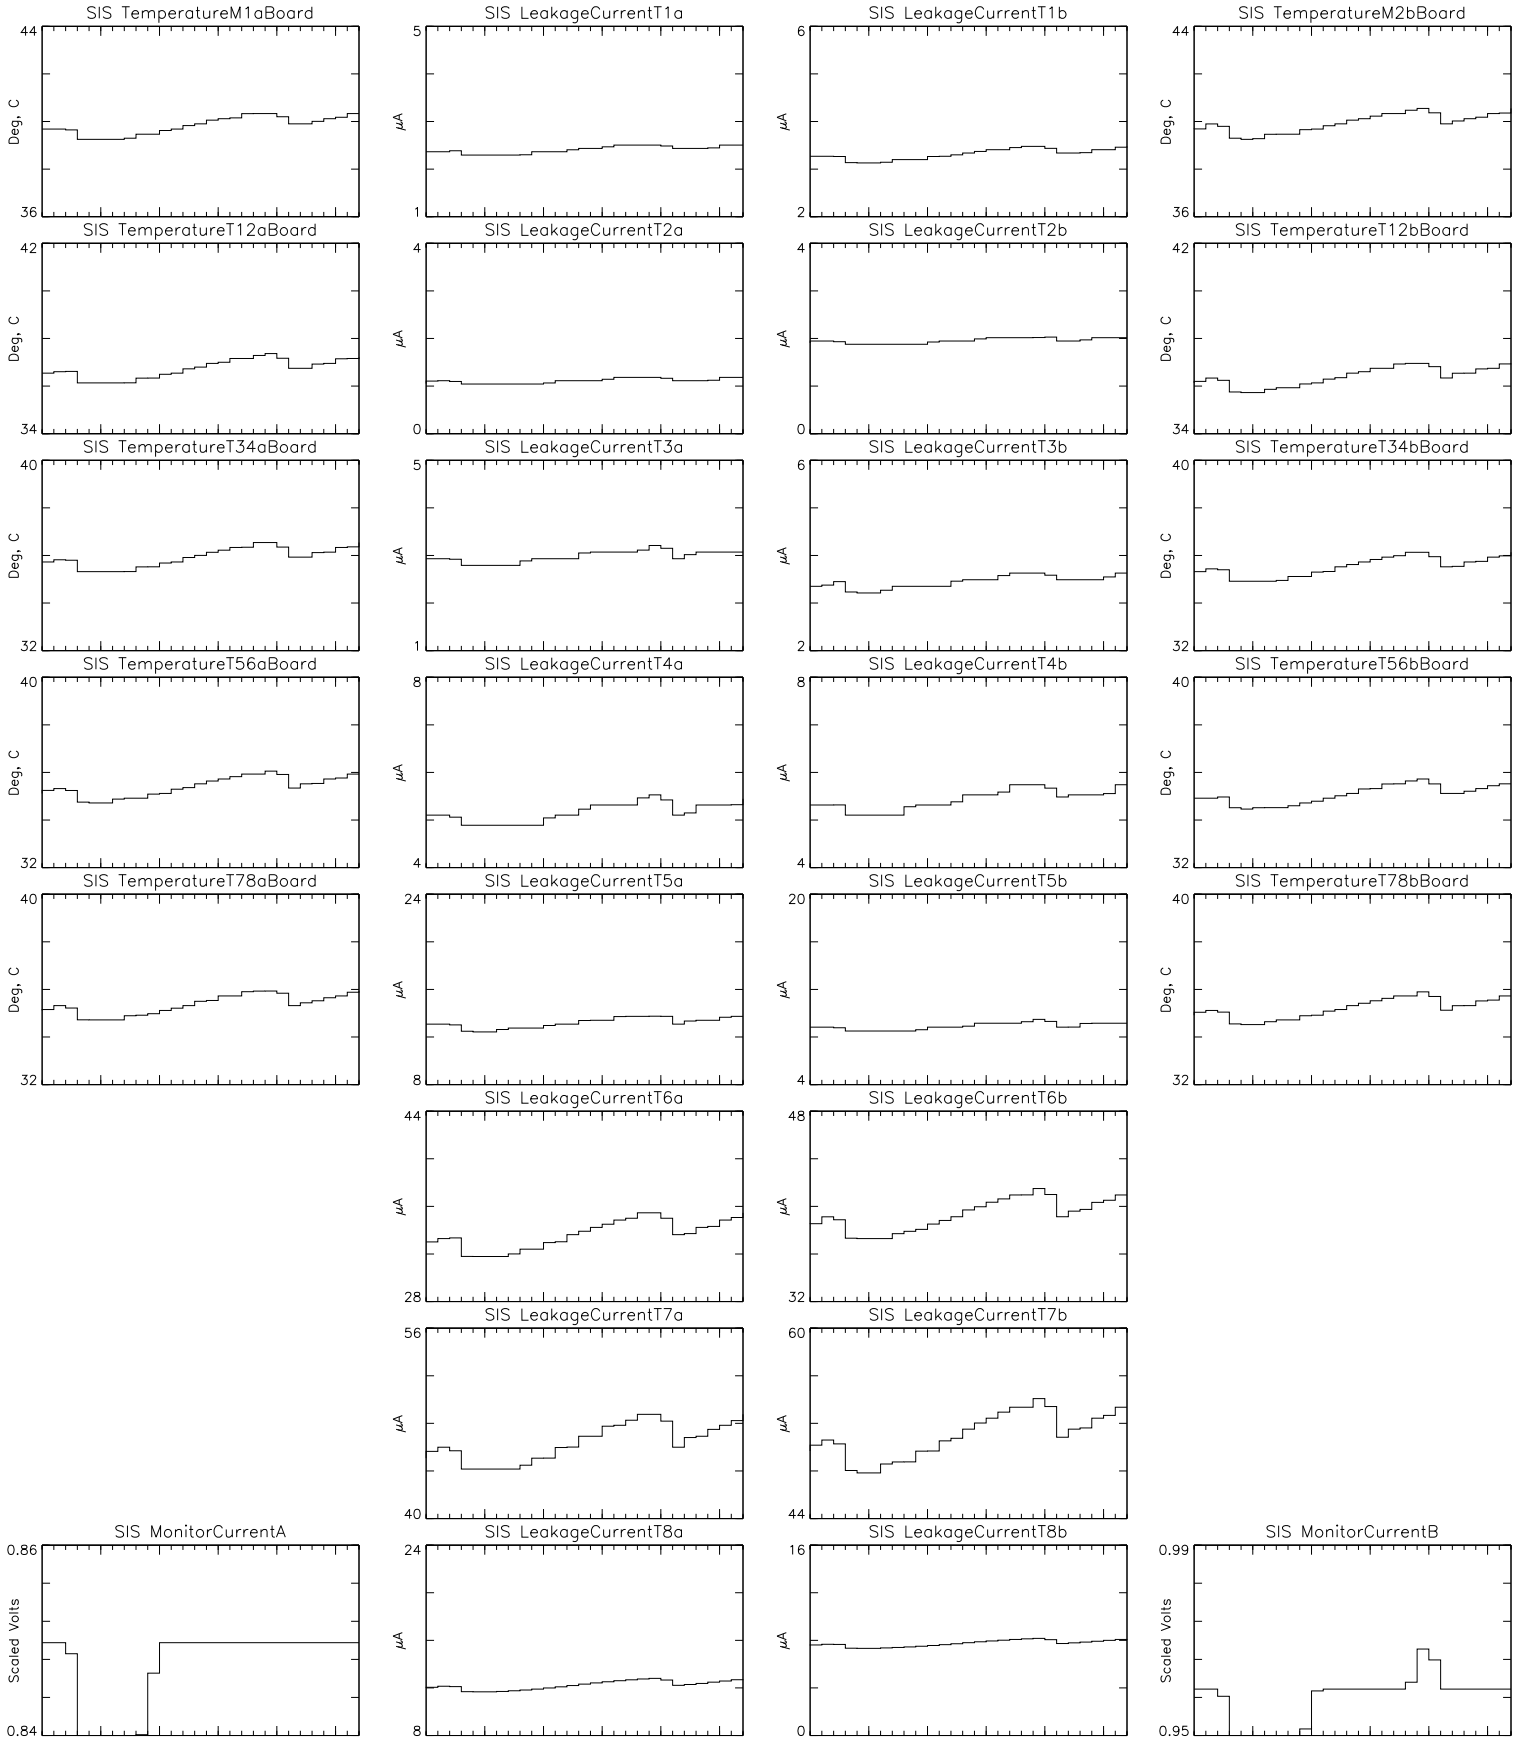 SIS TemperatureM1aBoard
44
Deg, C
36
SIS LeakageCurrentT1a
5
μA
1
SIS LeakageCurrentT1b
6
μA
2
SIS TemperatureM2bBoard
44
Deg, C
36
SIS TemperatureT12aBoard
42
Deg, C
34
SIS LeakageCurrentT2a
4
μA
0
SIS LeakageCurrentT2b
4
μA
0
SIS TemperatureT12bBoard
42
Deg, C
34
SIS TemperatureT34aBoard
40
Deg, C
32
SIS LeakageCurrentT3a
5
μA
1
SIS LeakageCurrentT3b
6
μA
2
SIS TemperatureT34bBoard
40
Deg, C
32
SIS TemperatureT56aBoard
40
Deg, C
32
SIS LeakageCurrentT4a
8
μA
4
SIS LeakageCurrentT4b
8
μA
4
SIS TemperatureT56bBoard
40
Deg, C
32
SIS TemperatureT78aBoard
40
Deg, C
32
SIS LeakageCurrentT5a
24
μA
8
SIS LeakageCurrentT5b
20
μA
4
SIS TemperatureT78bBoard
40
Deg, C
32
SIS LeakageCurrentT6a
44
μA
28
SIS LeakageCurrentT6b
48
μA
32
SIS LeakageCurrentT7a
56
μA
40
SIS LeakageCurrentT7b
60
μA
44
SIS MonitorCurrentA
0.86
Scaled Volts
0.84
SIS LeakageCurrentT8a
24
μA
8
SIS LeakageCurrentT8b
16
μA
0
SIS MonitorCurrentB
0.99
Scaled Volts
0.95